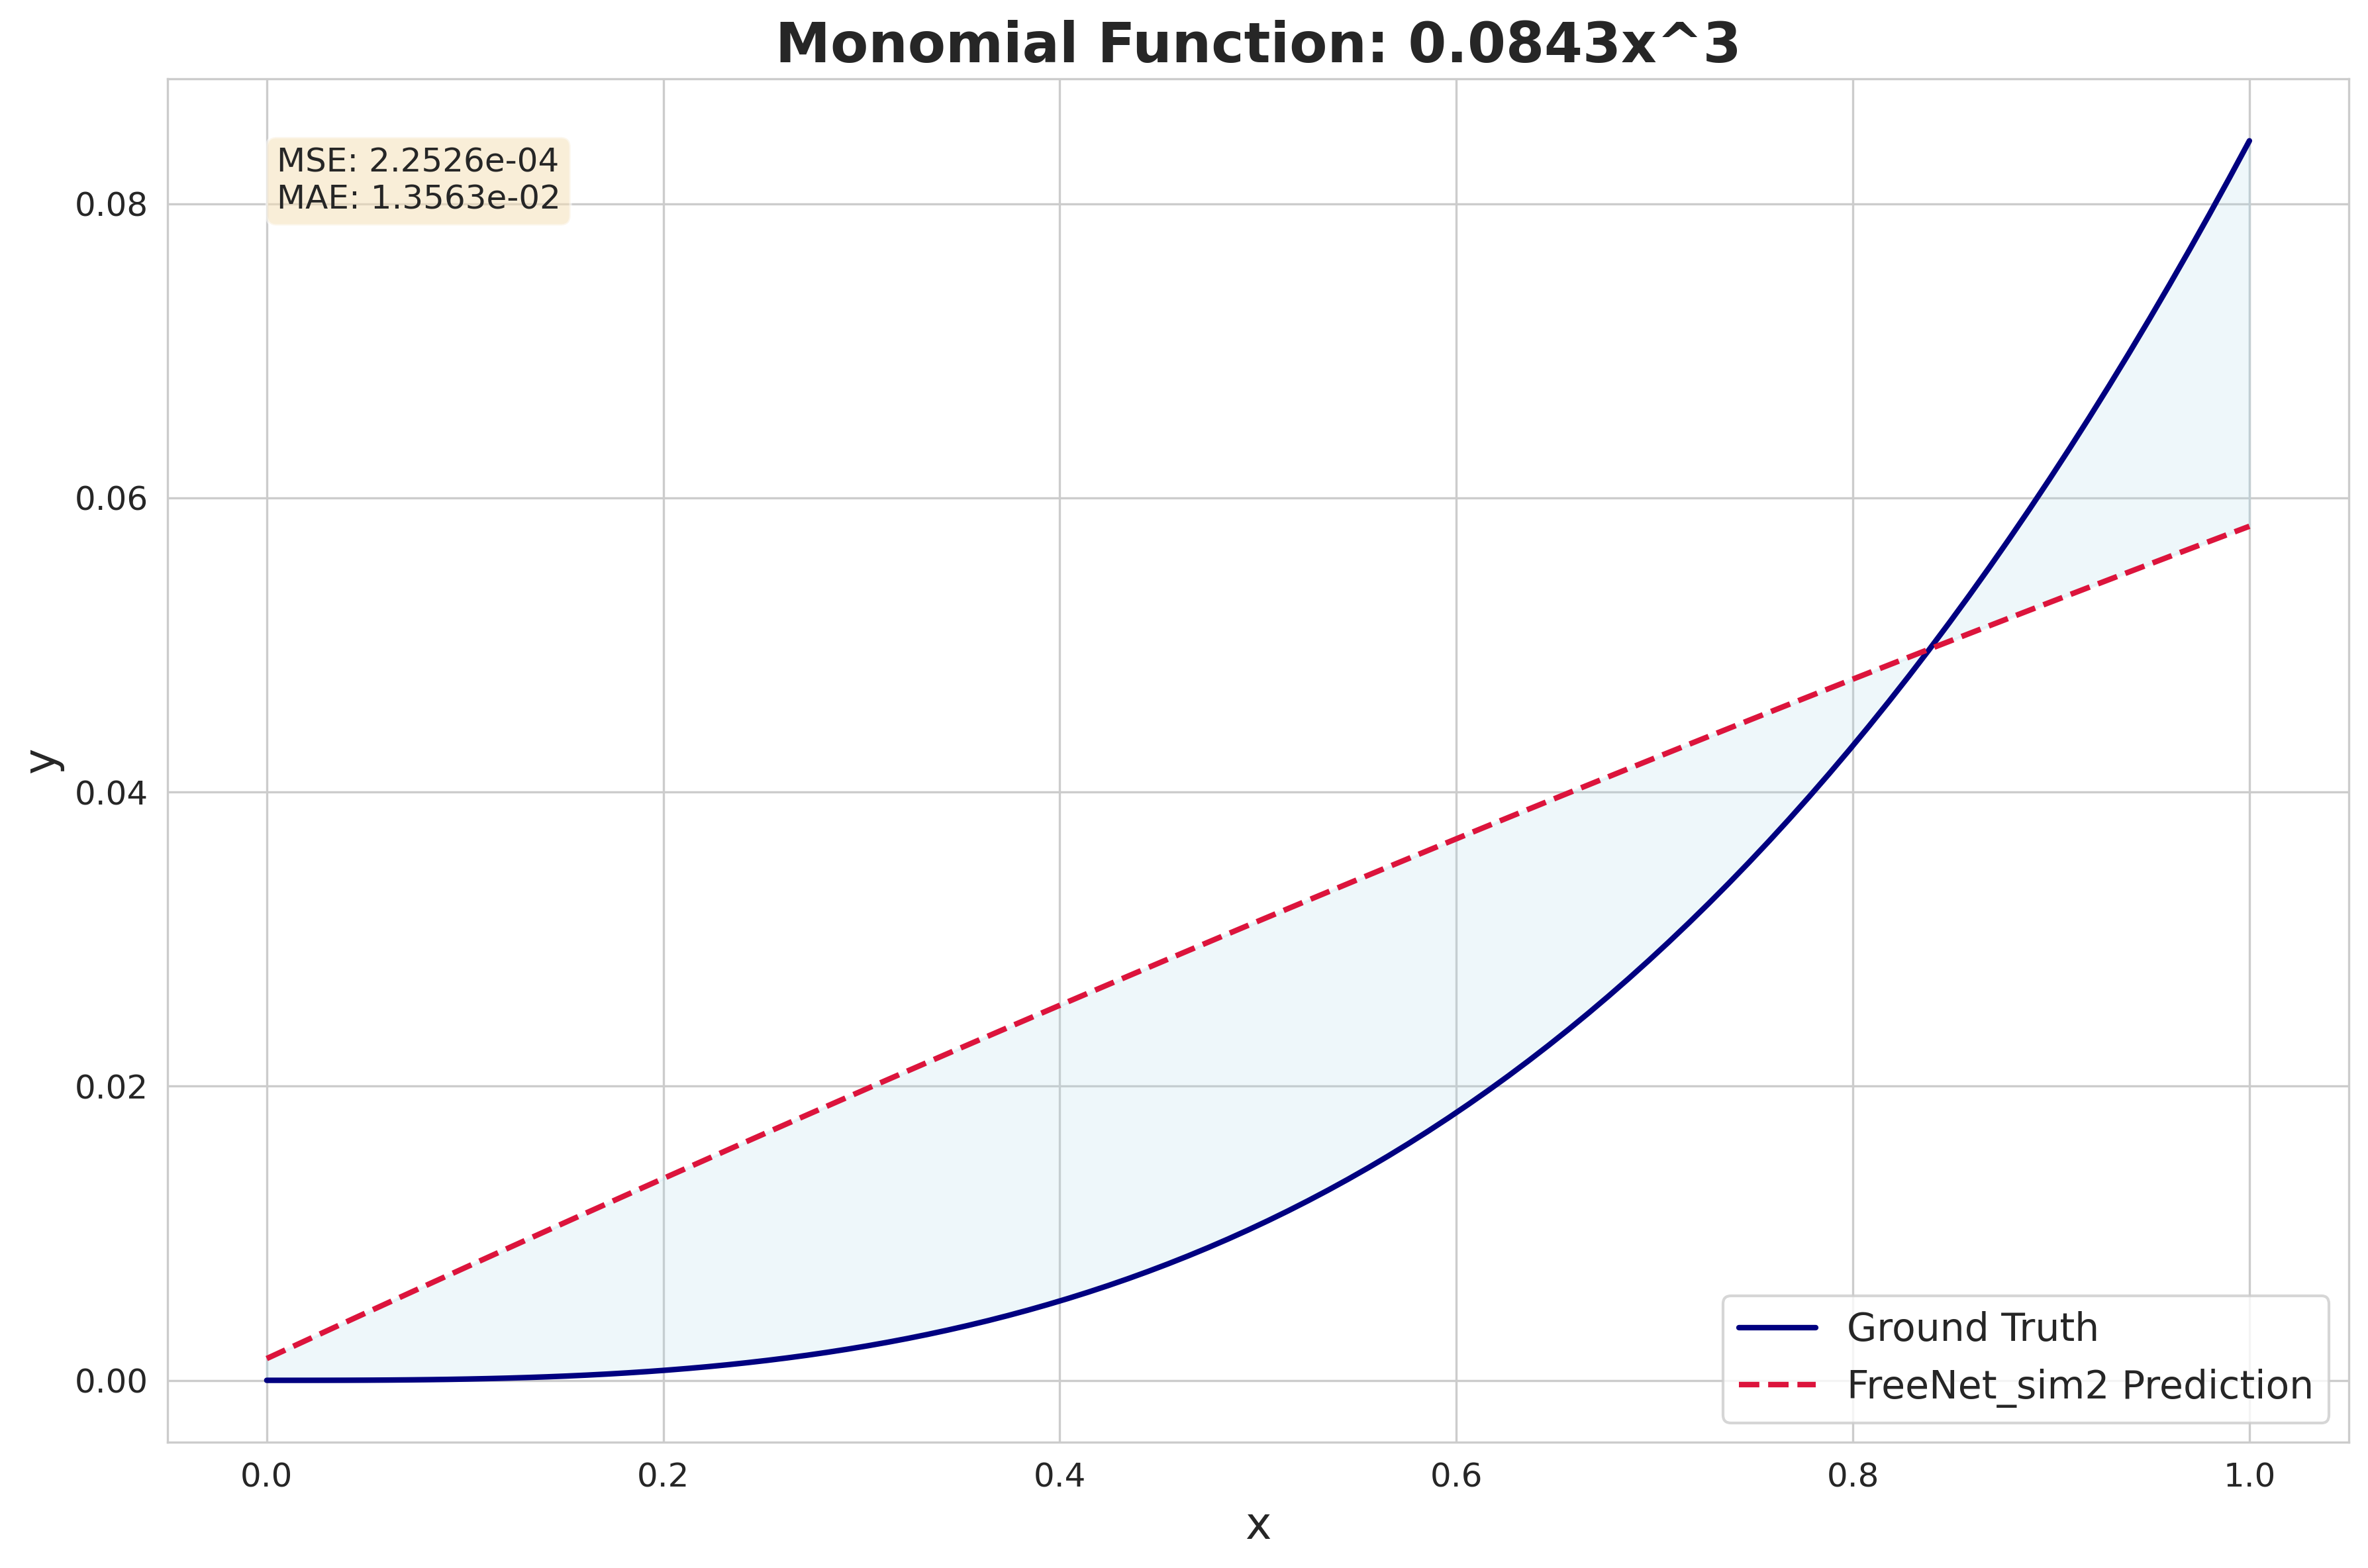 Monomial Function: 0.0843x^3
MSE: 2.2526e-04
MAE: 1.3563e-02
0.08
0.06
0.04
0.02
0.00
y
Ground Truth
FreeNet_sim2 Prediction
0.0 0.2 0.4 0.6 0.8 1.0
x